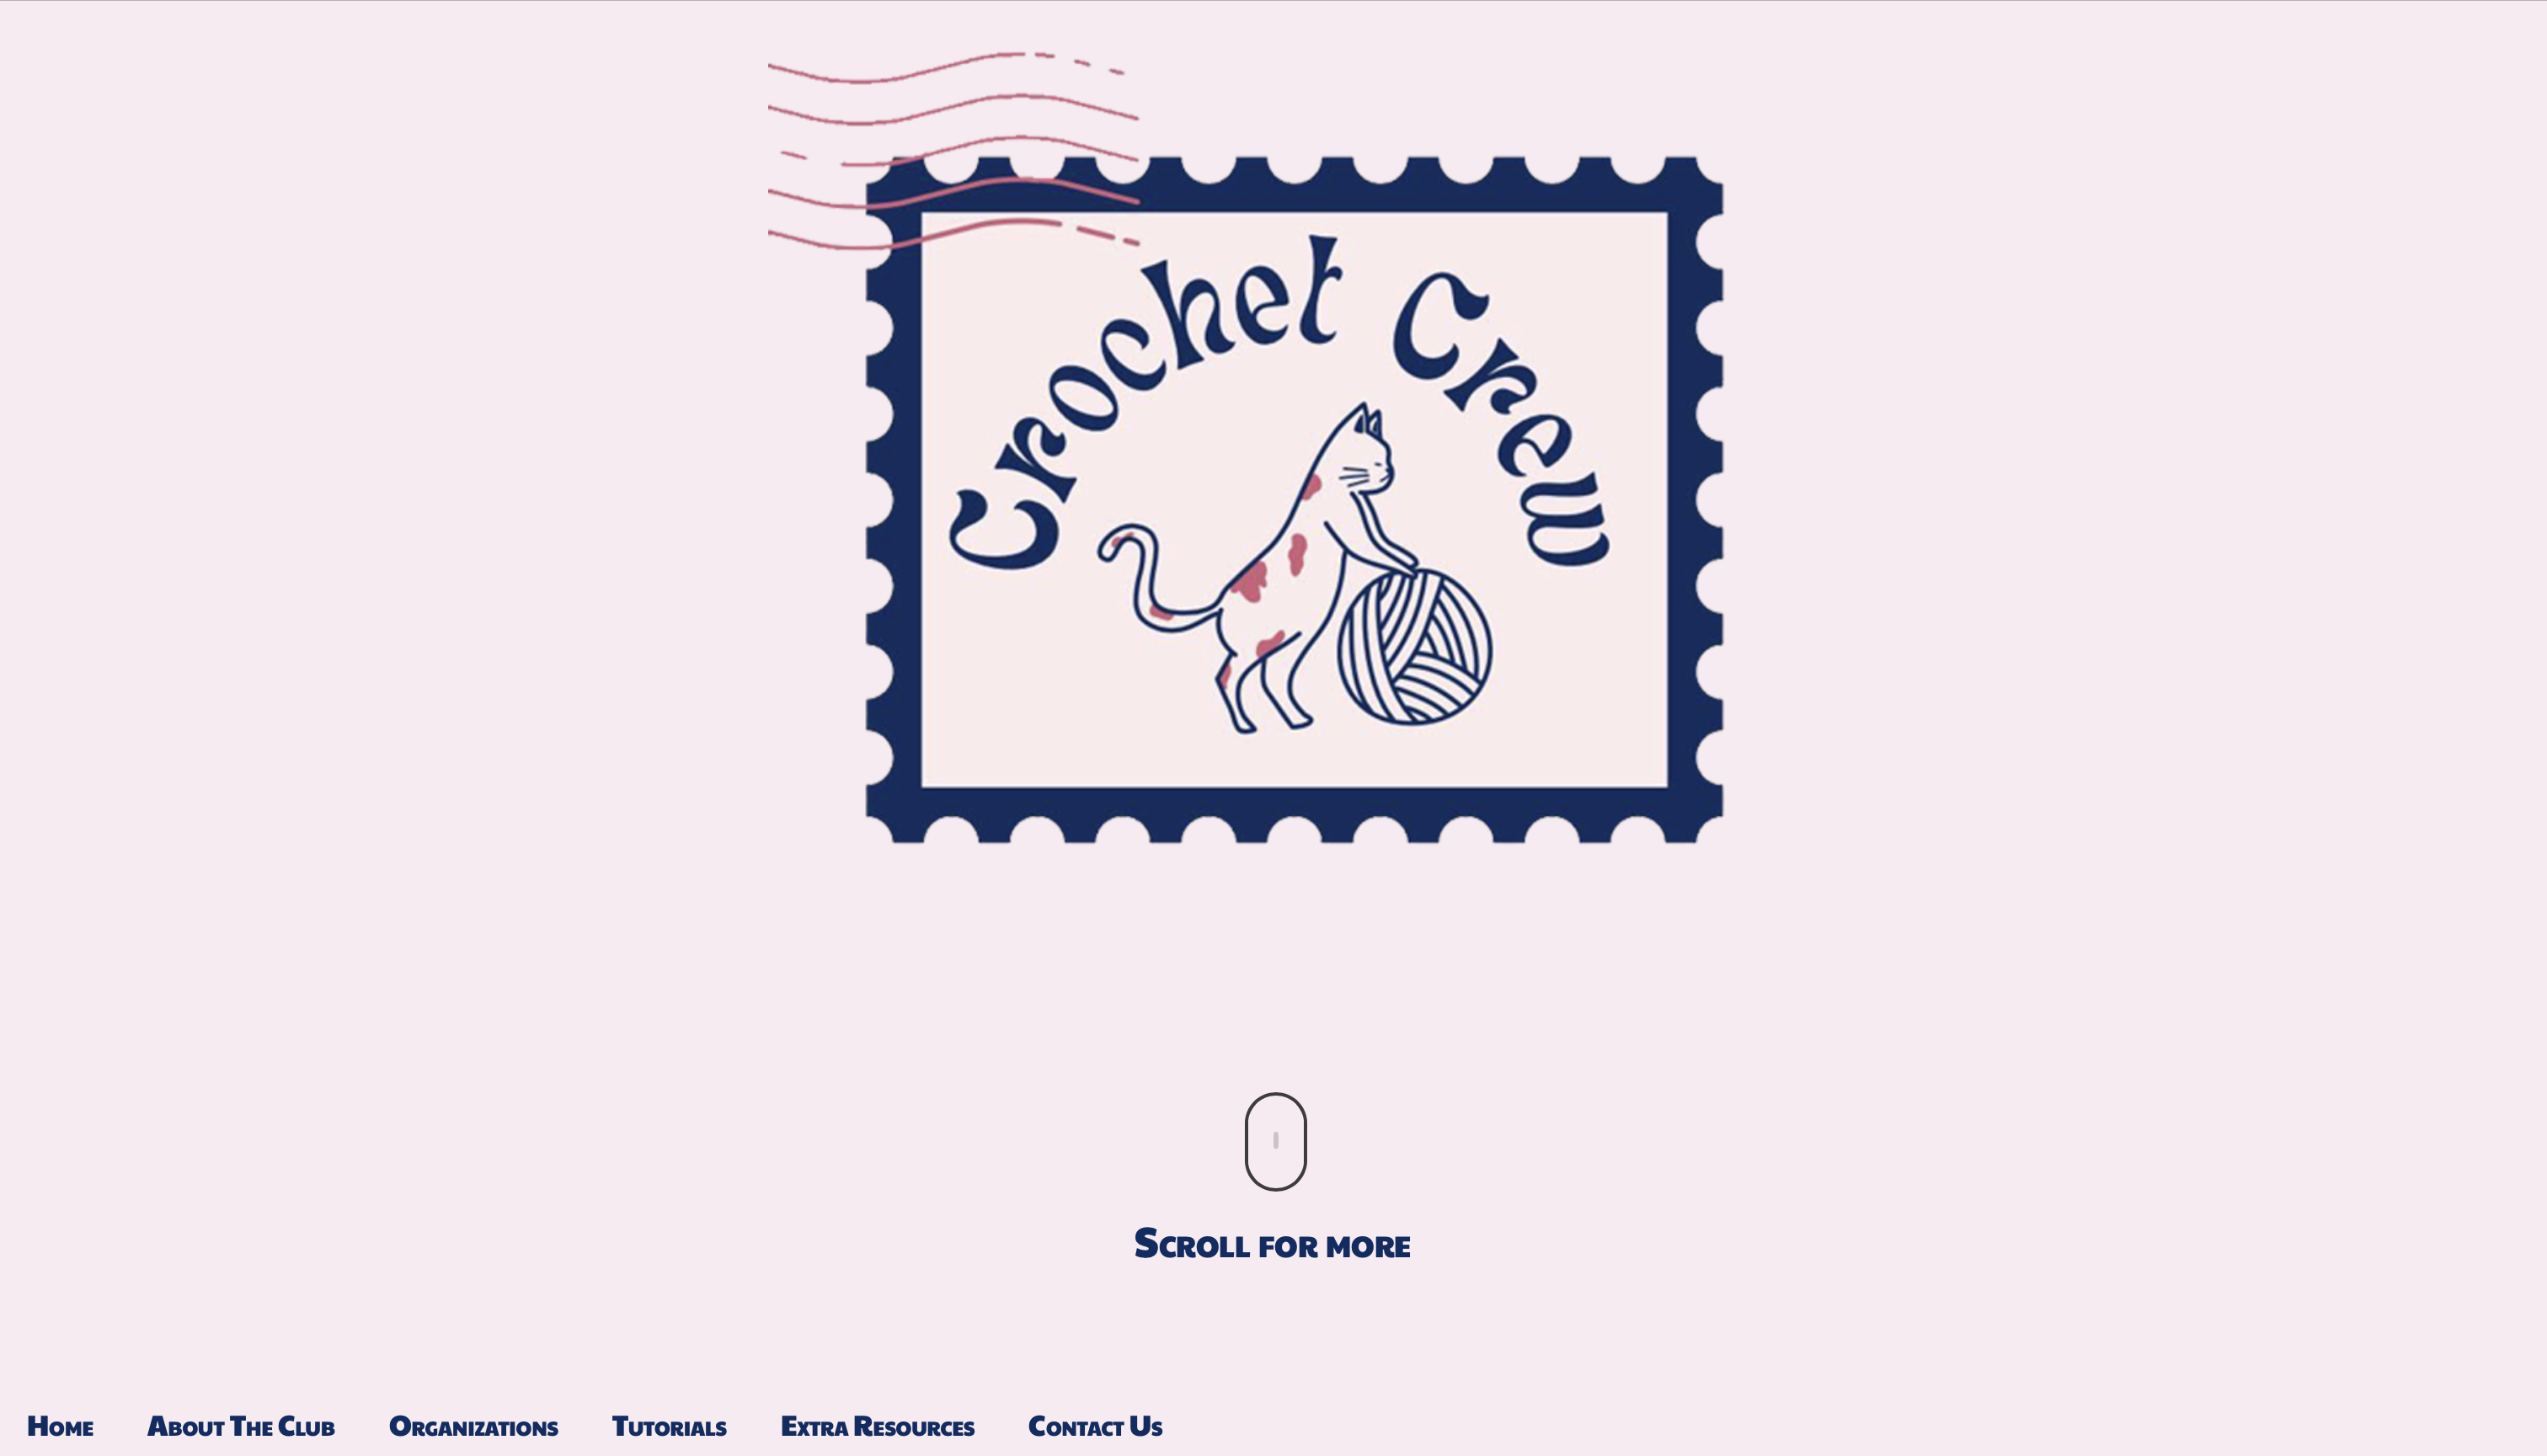 Crochet Crew
Scroll for more
Home About The Club Organizations Tutorials Extra Resources Contact Us